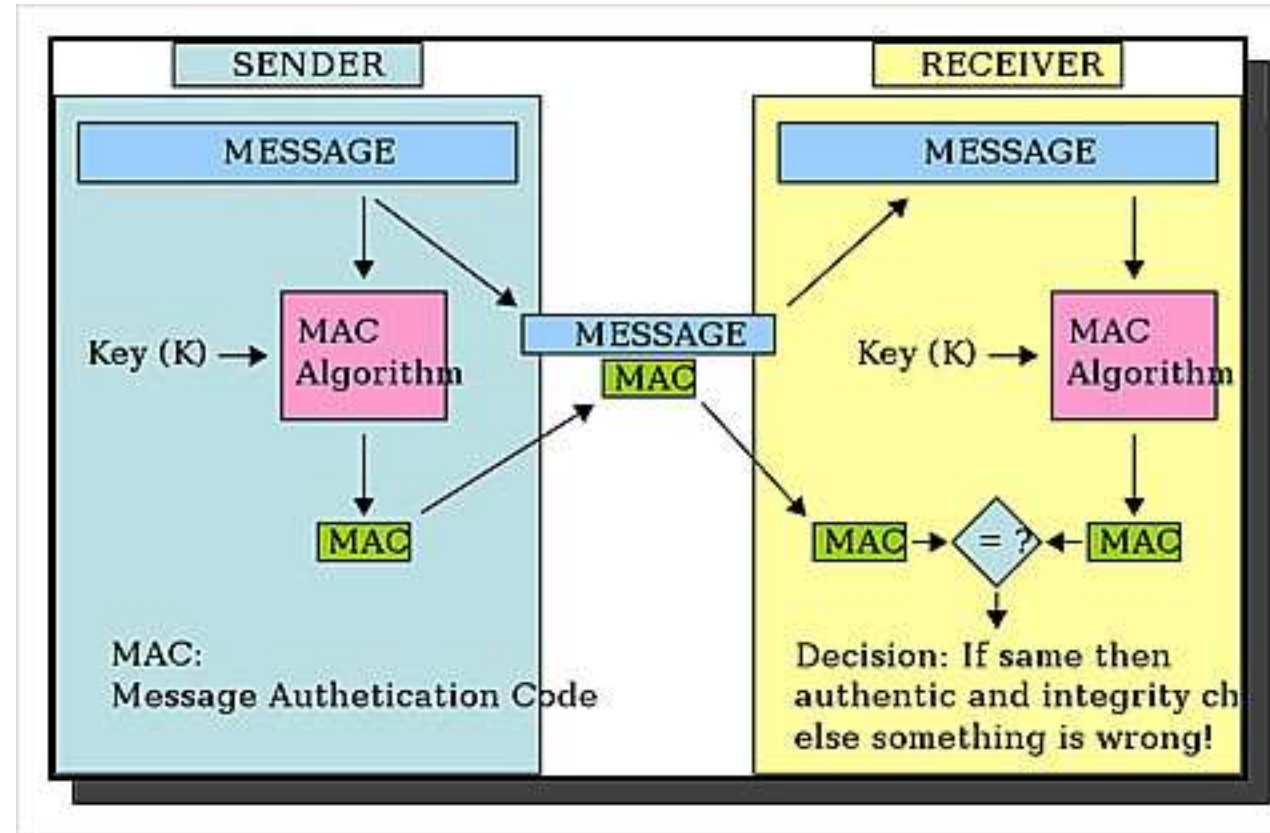 SENDER
RECEIVER
MESSAGE
MESSAGE
MESSAGE
MAC
Key (K)
MAC
Algorithm
Key (K)
MAC
Algorithm
MAC
MAC
= ?
MAC
MAC:
Message Authetication Code
Decision: If same then
authentic and integrity ch
else something is wrong!